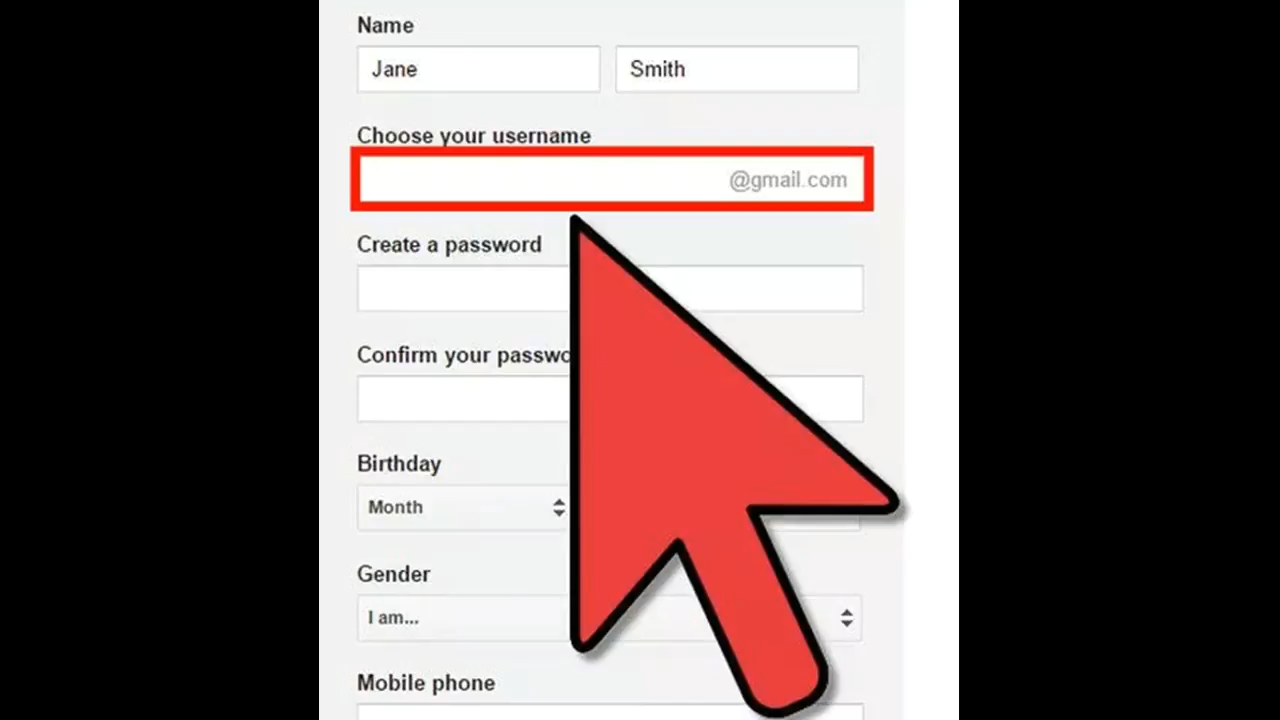 Name
Jane Smith
Choose your username
@gmail.com
Create a password
Confirm your passwo
Birthday
Month
Gender
I am...
Mobile phone